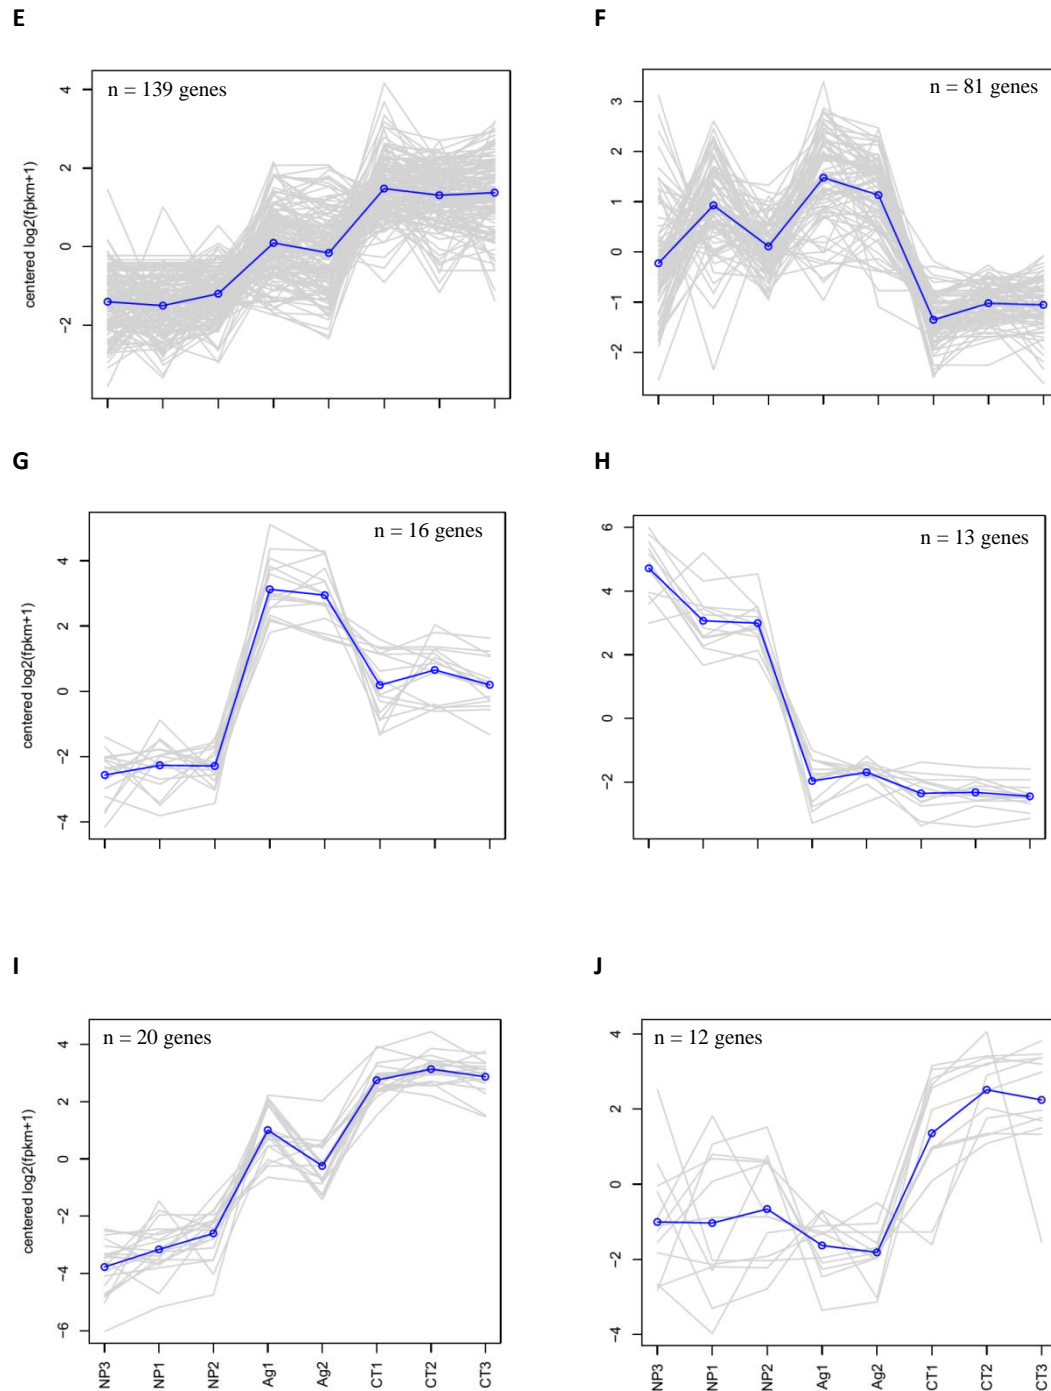 E
n = 139 genes
centered log2(fpkm+1)
4
2
0
−2
F
n = 81 genes
3
2
1
0
−1
−2
G
n = 16 genes
centered log2(fpkm+1)
4
2
0
−2
−4
H
n = 13 genes
6
4
2
0
−2
I
n = 20 genes
centered log2(fpkm+1)
4
2
0
−2
−4
−6
NP3
NP1
NP2
Ag1
Ag2
CT1
CT2
CT3
J
n = 12 genes
4
2
0
−2
−4
NP3
NP1
NP2
Ag1
Ag2
CT1
CT2
CT3